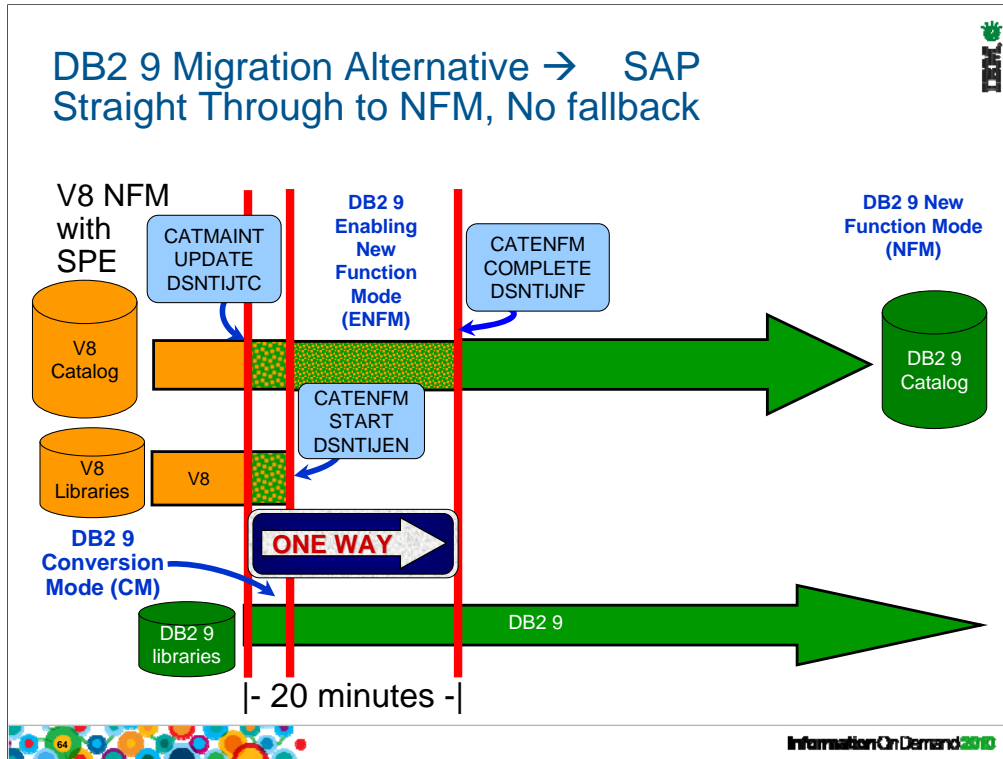 DB2 9 Migration Alternative → SAP
Straight Through to NFM, No fallback
IBM
V8 NFM
with
SPE
CATMAINT
UPDATE
DSNTIJTC
DB2 9
Enabling
New
Function
Mode
(ENFM)
CATENFM
COMPLETE
DSNTIJNF
DB2 9 New
Function Mode
(NFM)
V8
Catalog
DB2 9
Catalog
CATENFM
START
DSNTIJEN
V8
Libraries
V8
ONE WAY
DB2 9
Conversion
Mode (CM)
DB2 9
libraries
DB2 9
|- 20 minutes -|
64
Information On Demand 2010